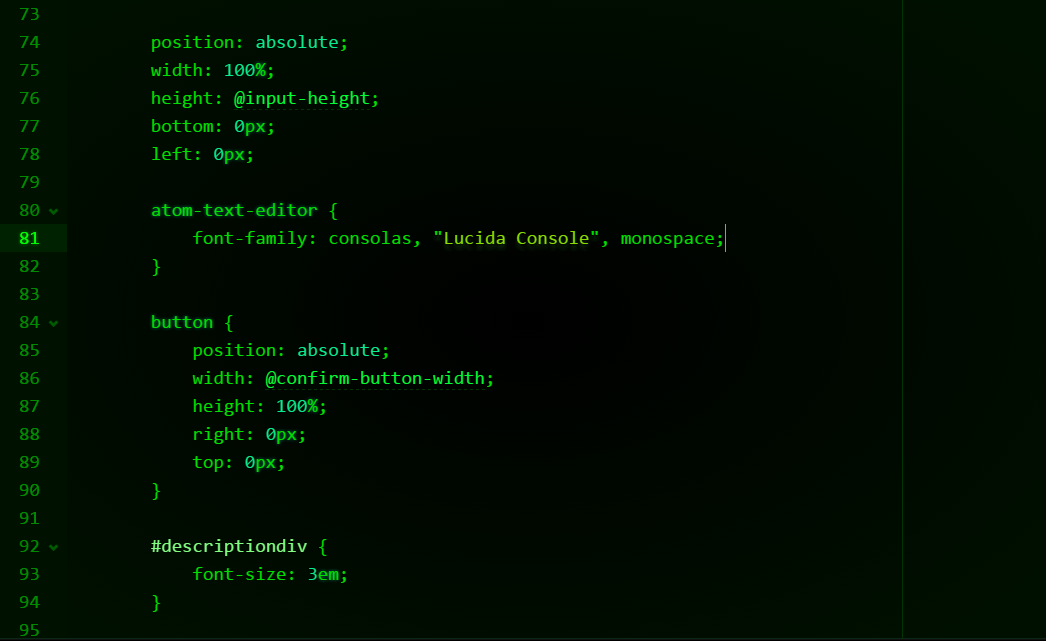 73
74 position: absolute;
75 width: 100%;
76 height: @input-height;
77 bottom: 0px;
78 left: 0px;
79
80 atom-text-editor {
81 font-family: consolas, "Lucida Console", monospace;
82 }
83
84 button {
85 position: absolute;
86 width: @confirm-button-width;
87 height: 100%;
88 right: 0px;
89 top: 0px;
90 }
91
92 #descriptiondiv {
93 font-size: 3em;
94 }
95